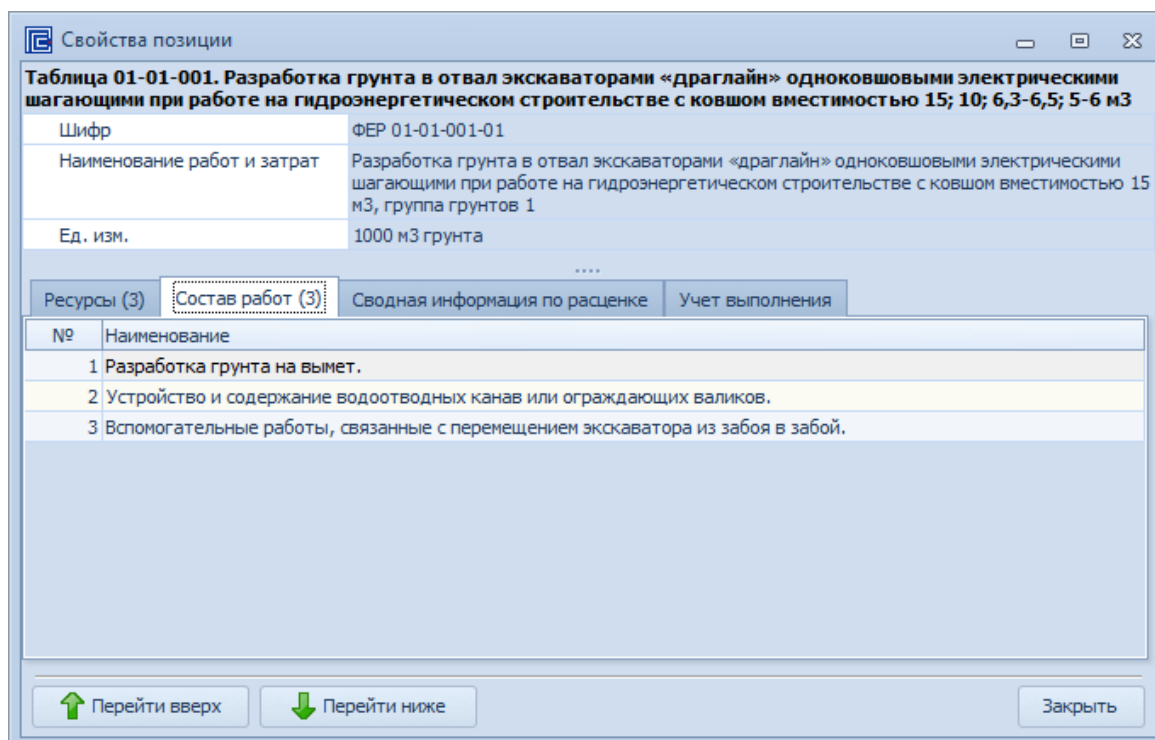 Свойства позиции
Таблица 01-01-001. Разработка грунта в отвал экскаваторами «драглайн» одноковшовыми электрическими
шагающими при работе на гидроэнергетическом строительстве с ковшом вместимостью 15; 10; 6,3-6,5; 5-6 м3
Шифр ФЕР 01-01-001-01
Наименование работ и затрат Разработка грунта в отвал экскаваторами «драглайн» одноковшовыми электрическими
шагающими при работе на гидроэнергетическом строительстве с ковшом вместимостью 15
м3, группа грунтов 1
Ед. изм. 1000 м3 грунта
Ресурсы (3) Состав работ (3) Сводная информация по расценке Учет выполнения
№ Наименование
1 Разработка грунта на вымет.
2 Устройство и содержание водоотводных канав или ограждающих валиков.
3 Вспомогательные работы, связанные с перемещением экскаватора из забоя в забой.
Перейти вверх Перейти ниже Закрыть